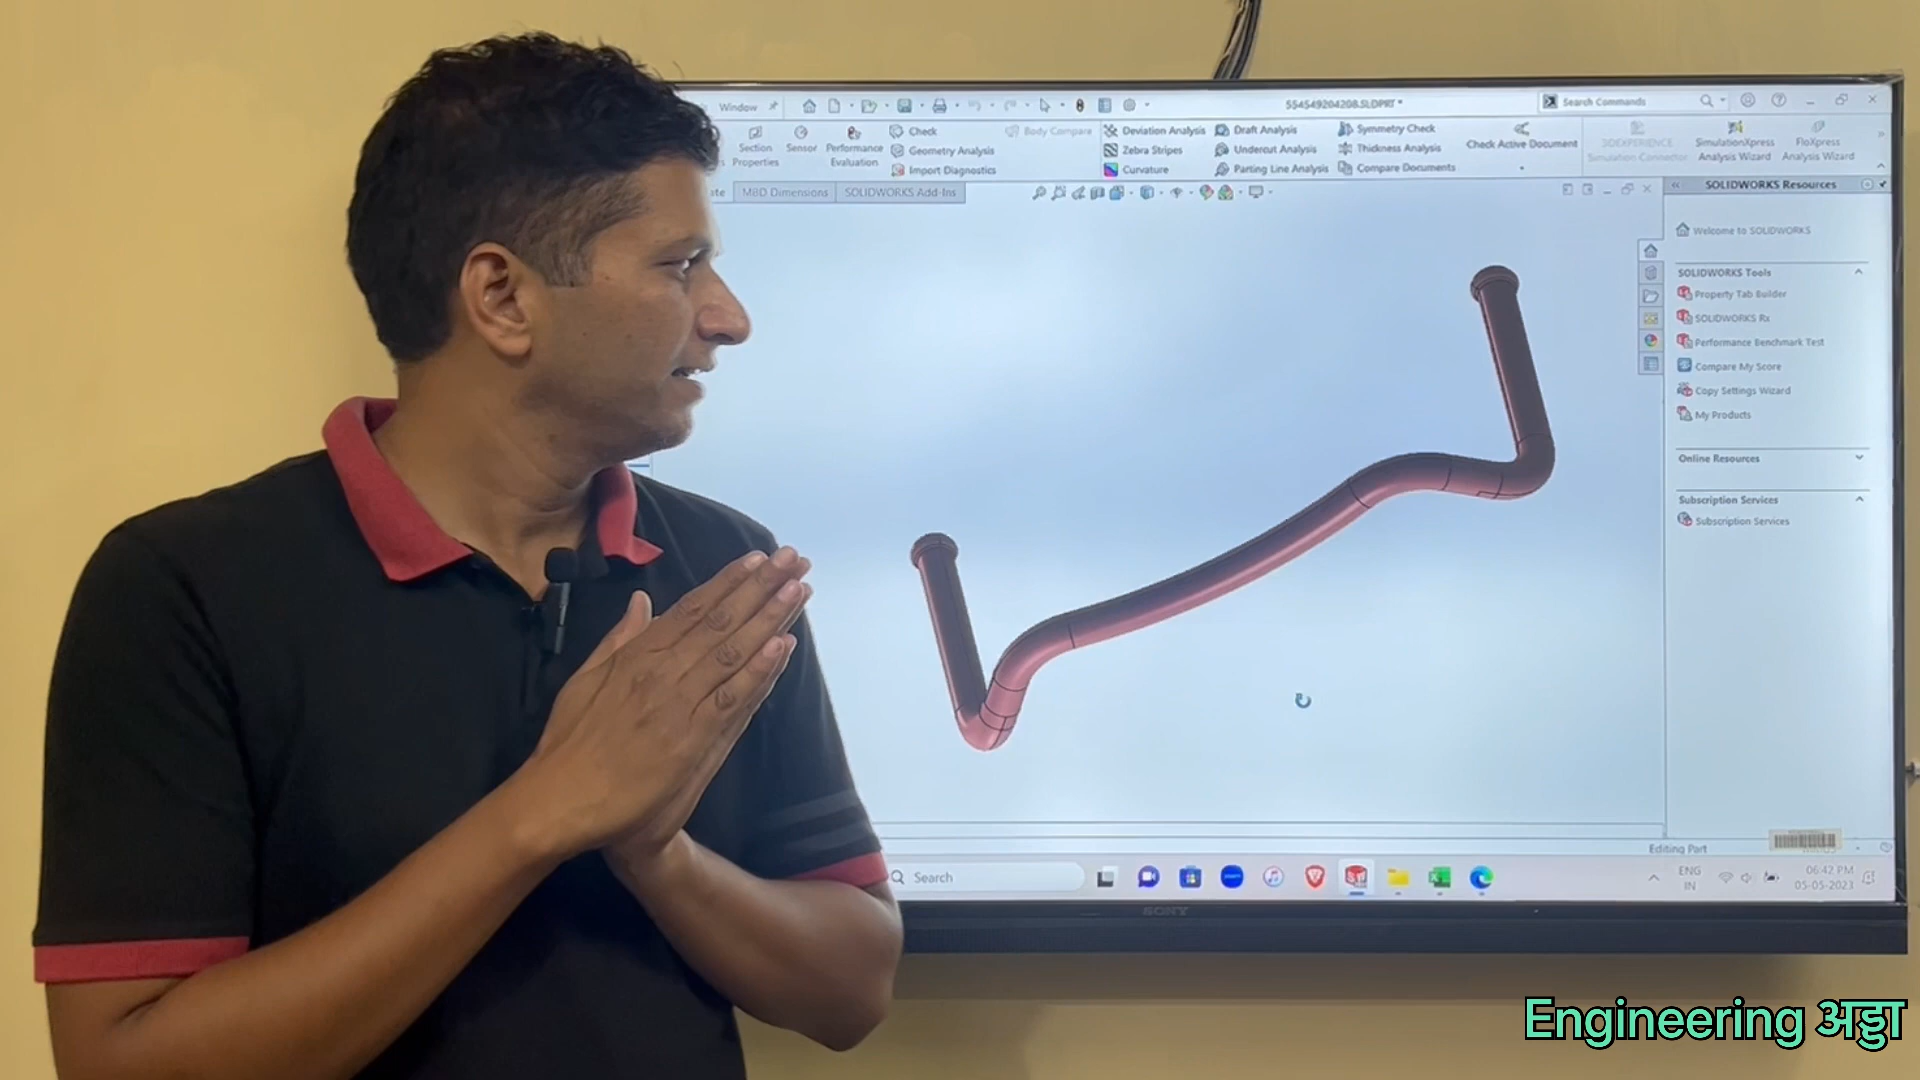 Window
554549204208.SLDPRT *
Search Commands
Section Properties
Sensor
Performance Evaluation
Check
Geometry Analysis
Import Diagnostics
Body Compare
Deviation Analysis
Zebra Stripes
Curvature
Draft Analysis
Undercut Analysis
Parting Line Analysis
Symmetry Check
Thickness Analysis
Compare Documents
Check Active Document
3DEXPERIENCE Simulation Connector
SimulationXpress Analysis Wizard
FloXpress Analysis Wizard
MBD Dimensions
SOLIDWORKS Add-Ins
SOLIDWORKS Resources
Welcome to SOLIDWORKS
SOLIDWORKS Tools
Property Tab Builder
SOLIDWORKS Rx
Performance Benchmark Test
Compare My Score
Copy Settings Wizard
My Products
Online Resources
Subscription Services
Subscription Services
Editing Part
Search
ENG
IN
06:42 PM
05-05-2023
SONY
Engineering अड्डा